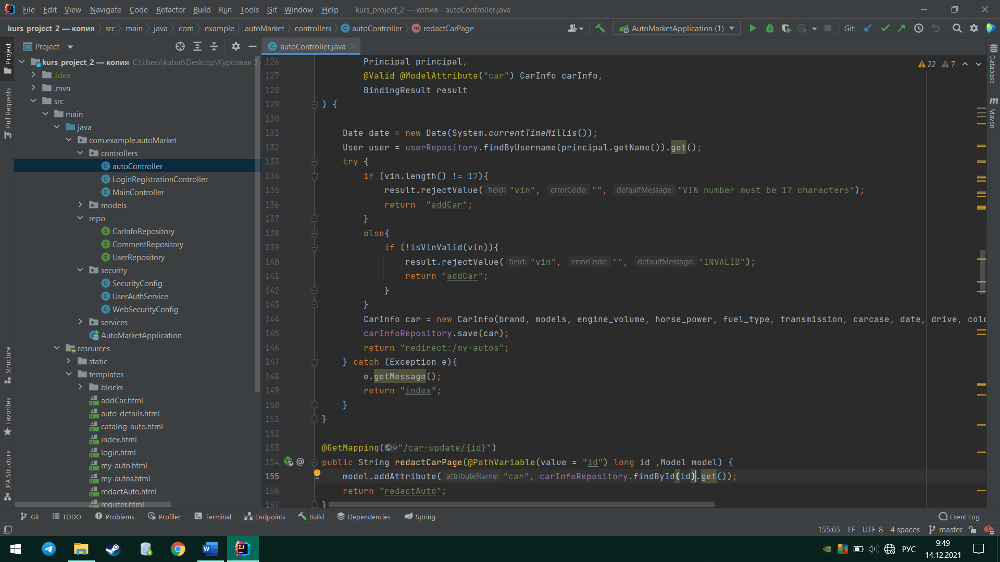 File Edit View Navigate Code Refactor Build Run Tools Git Window Help kurs_project_2 — копия - autoController.java
kurs_project_2 — копия src main java com example autoMarket controllers autoController redactCarPage AutoMarketApplication (1) Git:
Project
autoController.java
Project
Pull Requests
Structure
Favorites
JPA Structure
kurs_project_2 — копия C:\Users\kubat\Desktop\Курсовая 3
.idea
.mvn
src
main
java
com.example.autoMarket
controllers
autoController
LoginRegistrationController
MainController
models
repo
CarInfoRepository
CommentRepository
UserRepository
security
SecurityConfig
UserAuthService
WebSecurityConfig
services
AutoMarketApplication
resources
static
templates
blocks
addCar.html
auto-details.html
catalog-auto.html
index.html
login.html
my-auto.html
my-autos.html
redactAuto.html
register.html
22 7
126 Principal principal,
127 @Valid @ModelAttribute("car") CarInfo carInfo,
128 BindingResult result
129 ) {
130
131 Date date = new Date(System.currentTimeMillis());
132 User user = userRepository.findByUsername(principal.getName()).get();
133 try {
134 if (vin.length() != 17){
135 result.rejectValue( field: "vin", errorCode: "", defaultMessage: "VIN number must be 17 characters");
136 return "addCar";
137 }
138 else{
139 if (!isVinValid(vin)){
140 result.rejectValue( field: "vin", errorCode: "", defaultMessage: "INVALID");
141 return "addCar";
142 }
143 }
144 CarInfo car = new CarInfo(brand, models, engine_volume, horse_power, fuel_type, transmission, carcase, date, drive, colo
145 carInfoRepository.save(car);
146 return "redirect:/my-autos";
147 } catch (Exception e){
148 e.getMessage();
149 return "index";
150 }
151 }
152
153 @GetMapping("/car-update/{id}")
154 @ public String redactCarPage(@PathVariable(value = "id") long id ,Model model) {
155 model.addAttribute( attributeName: "car", carInfoRepository.findById(id).get());
156 return "redactAuto";
157 }
Database
Maven
Git TODO Problems Profiler Terminal Endpoints Build Dependencies Spring Event Log
155:65 LF UTF-8 4 spaces master
РУС
9:49
14.12.2021